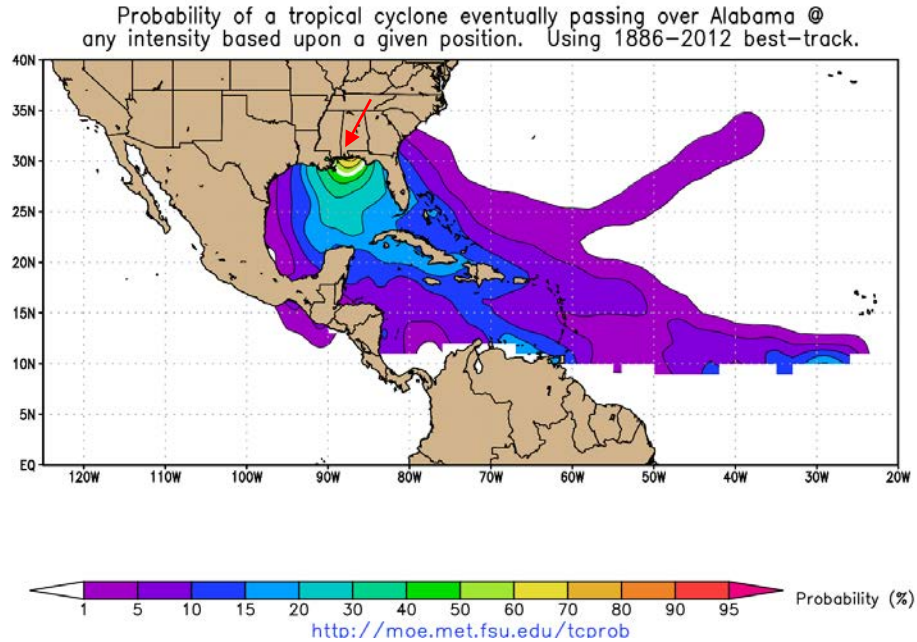 Probability of a tropical cyclone eventually passing over Alabama @
any intensity based upon a given position.  Using 1886–2012 best–track.
40N
35N
30N
25N
20N
15N
10N
5N
EQ
120W 110W 100W 90W 80W 70W 60W 50W 40W 30W 20W
1 5 10 15 20 30 40 50 60 70 80 90 95 Probability (%)
http://moe.met.fsu.edu/tcprob